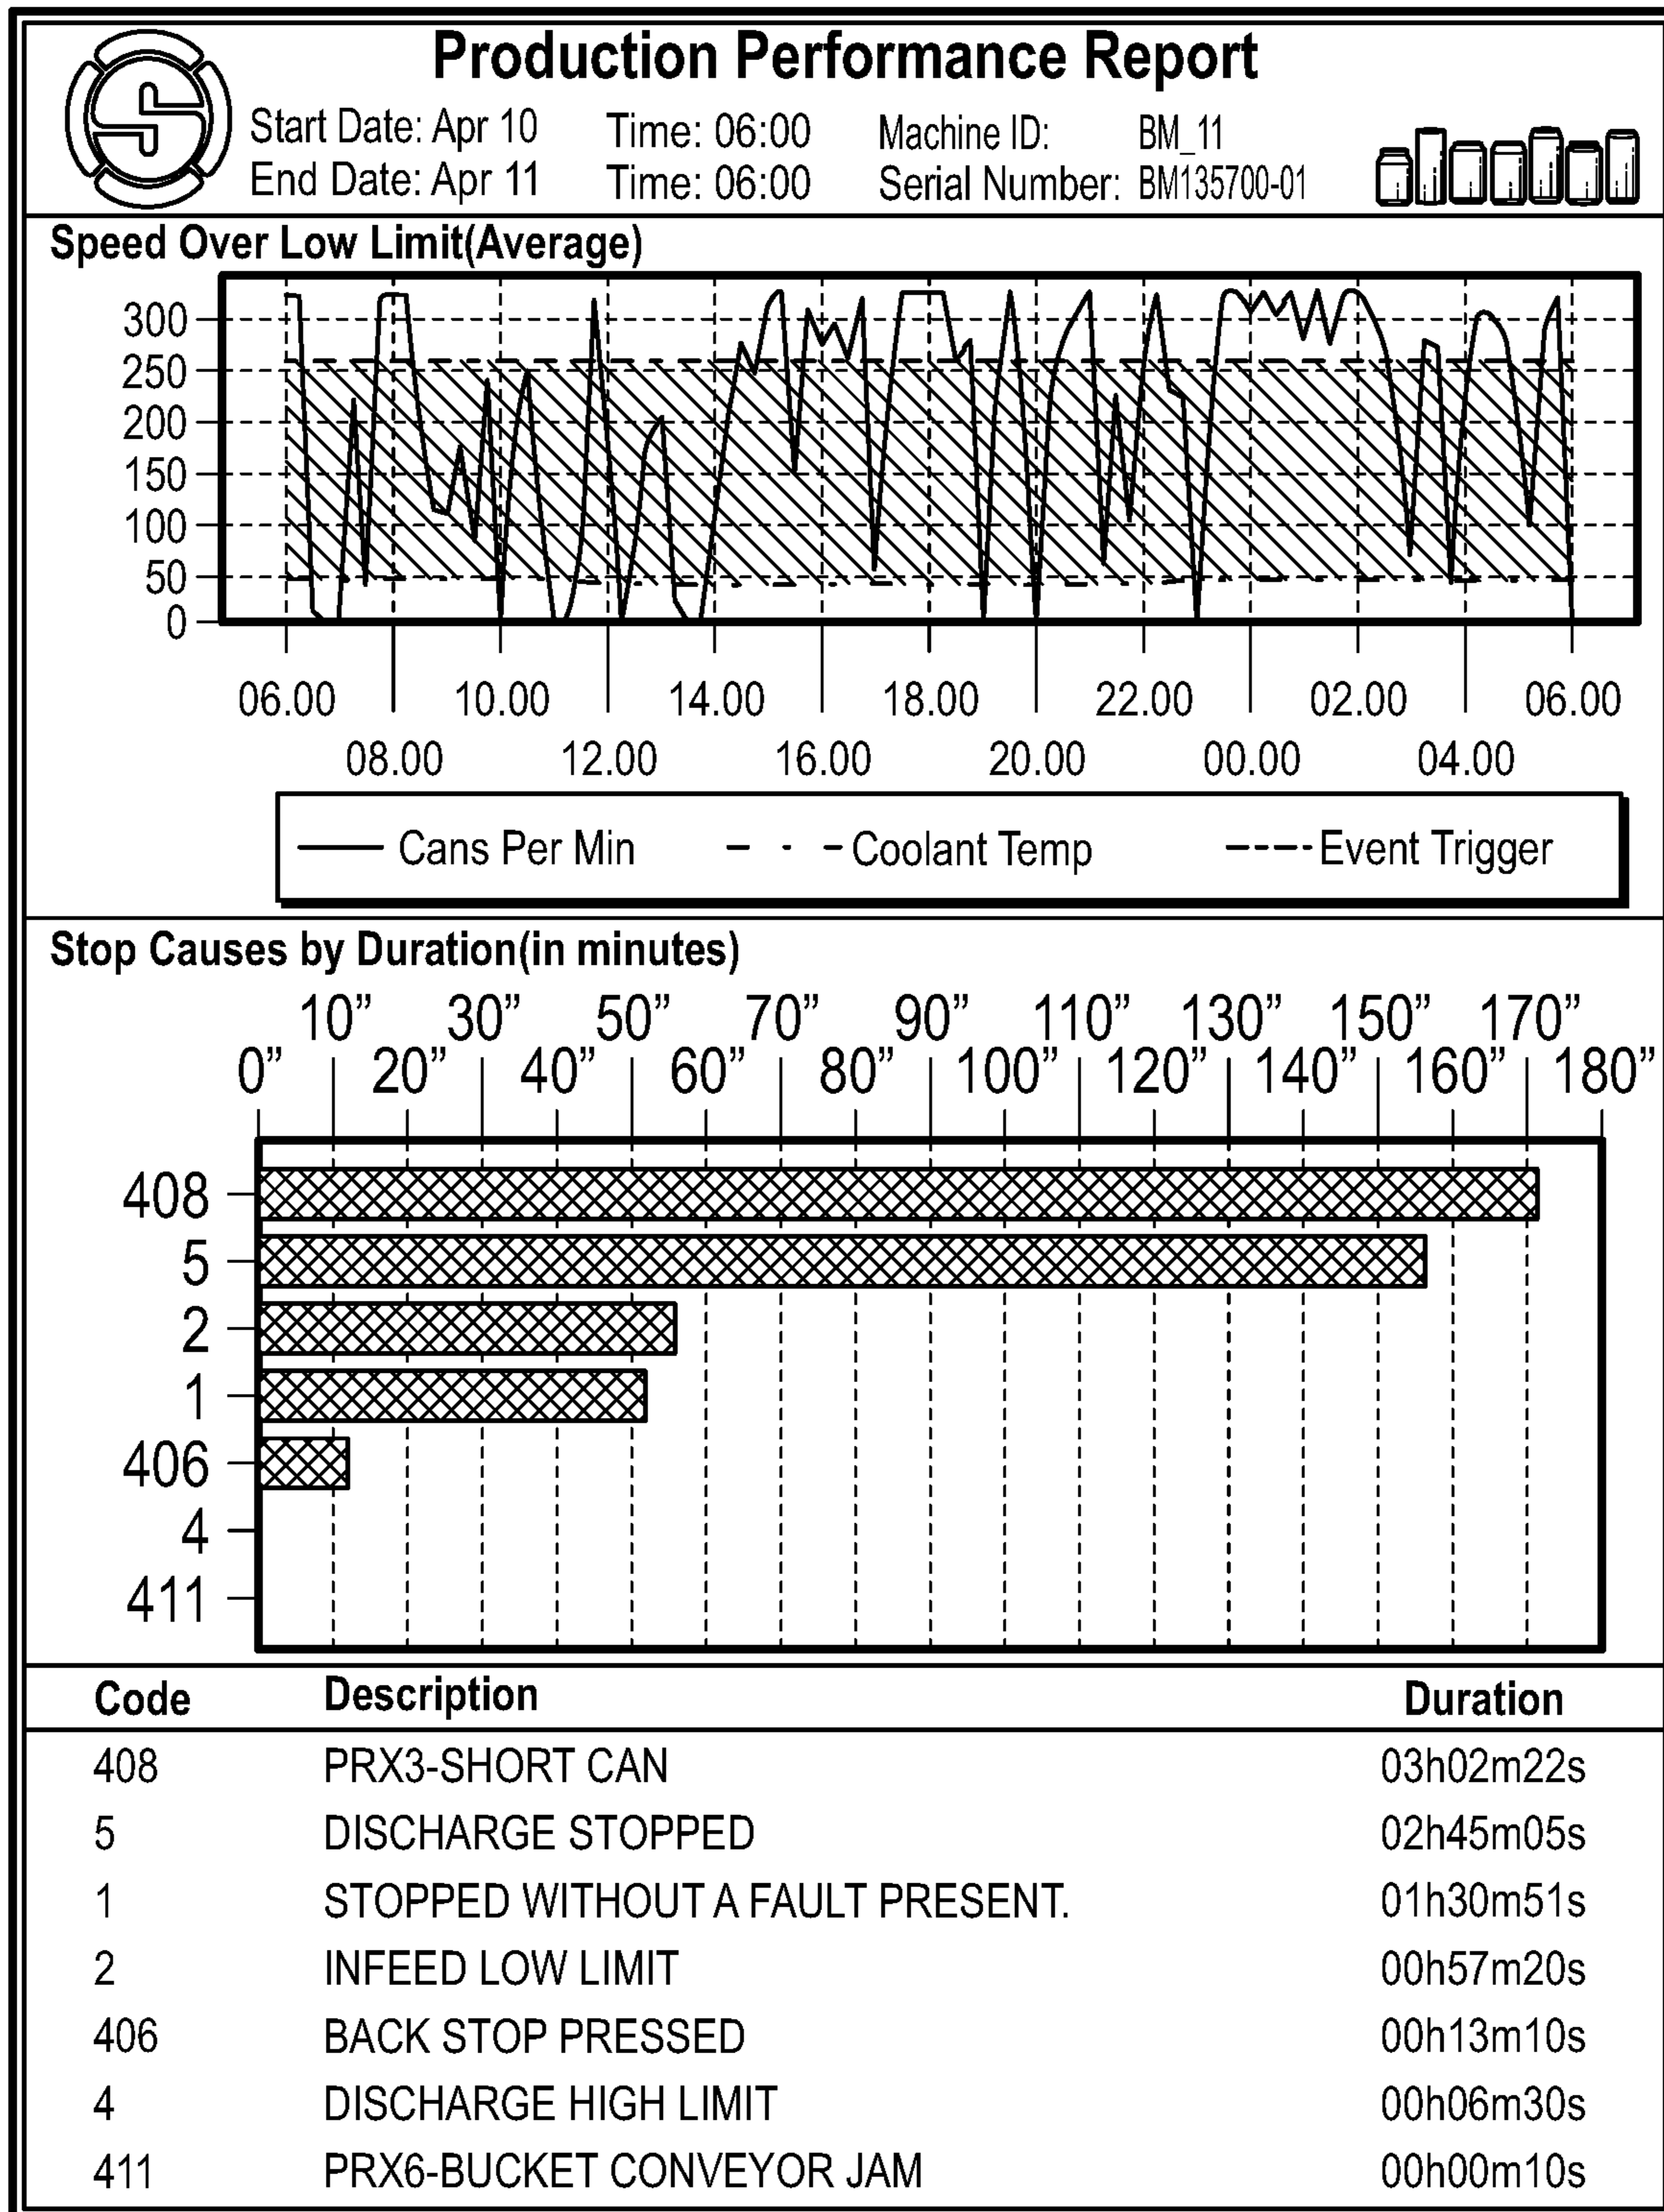 Production Performance Report
Start Date: Apr 10 Time: 06:00 Machine ID: BM_11
End Date: Apr 11 Time: 06:00 Serial Number: BM135700-01
Speed Over Low Limit(Average)
300
250
200
150
100
50
0
06.00 10.00 14.00 18.00 22.00 02.00 06.00
08.00 12.00 16.00 20.00 00.00 04.00
Cans Per Min Coolant Temp Event Trigger
Stop Causes by Duration(in minutes)
10” 30” 50” 70” 90” 110” 130” 150” 170”
0” 20” 40” 60” 80” 100” 120” 140” 160” 180”
408
5
2
1
406
4
411
Code Description Duration
408 PRX3-SHORT CAN 03h02m22s
5 DISCHARGE STOPPED 02h45m05s
1 STOPPED WITHOUT A FAULT PRESENT. 01h30m51s
2 INFEED LOW LIMIT 00h57m20s
406 BACK STOP PRESSED 00h13m10s
4 DISCHARGE HIGH LIMIT 00h06m30s
411 PRX6-BUCKET CONVEYOR JAM 00h00m10s